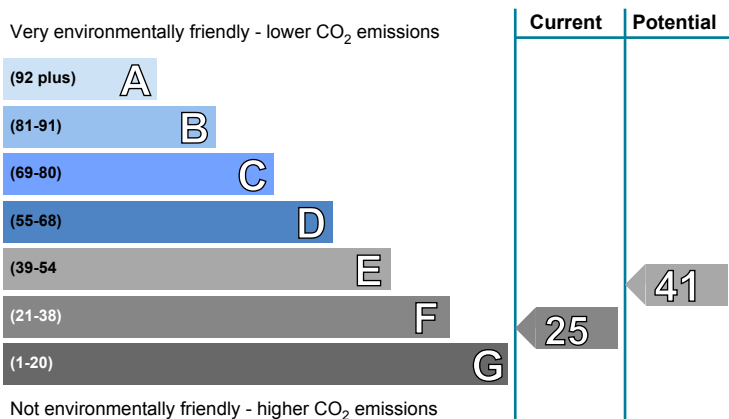 Very environmentally friendly - lower CO₂ emissions
Current
Potential
(92 plus) A
(81-91) B
(69-80) C
(55-68) D
(39-54 E
(21-38) F
(1-20) G
41
25
Not environmentally friendly - higher CO₂ emissions